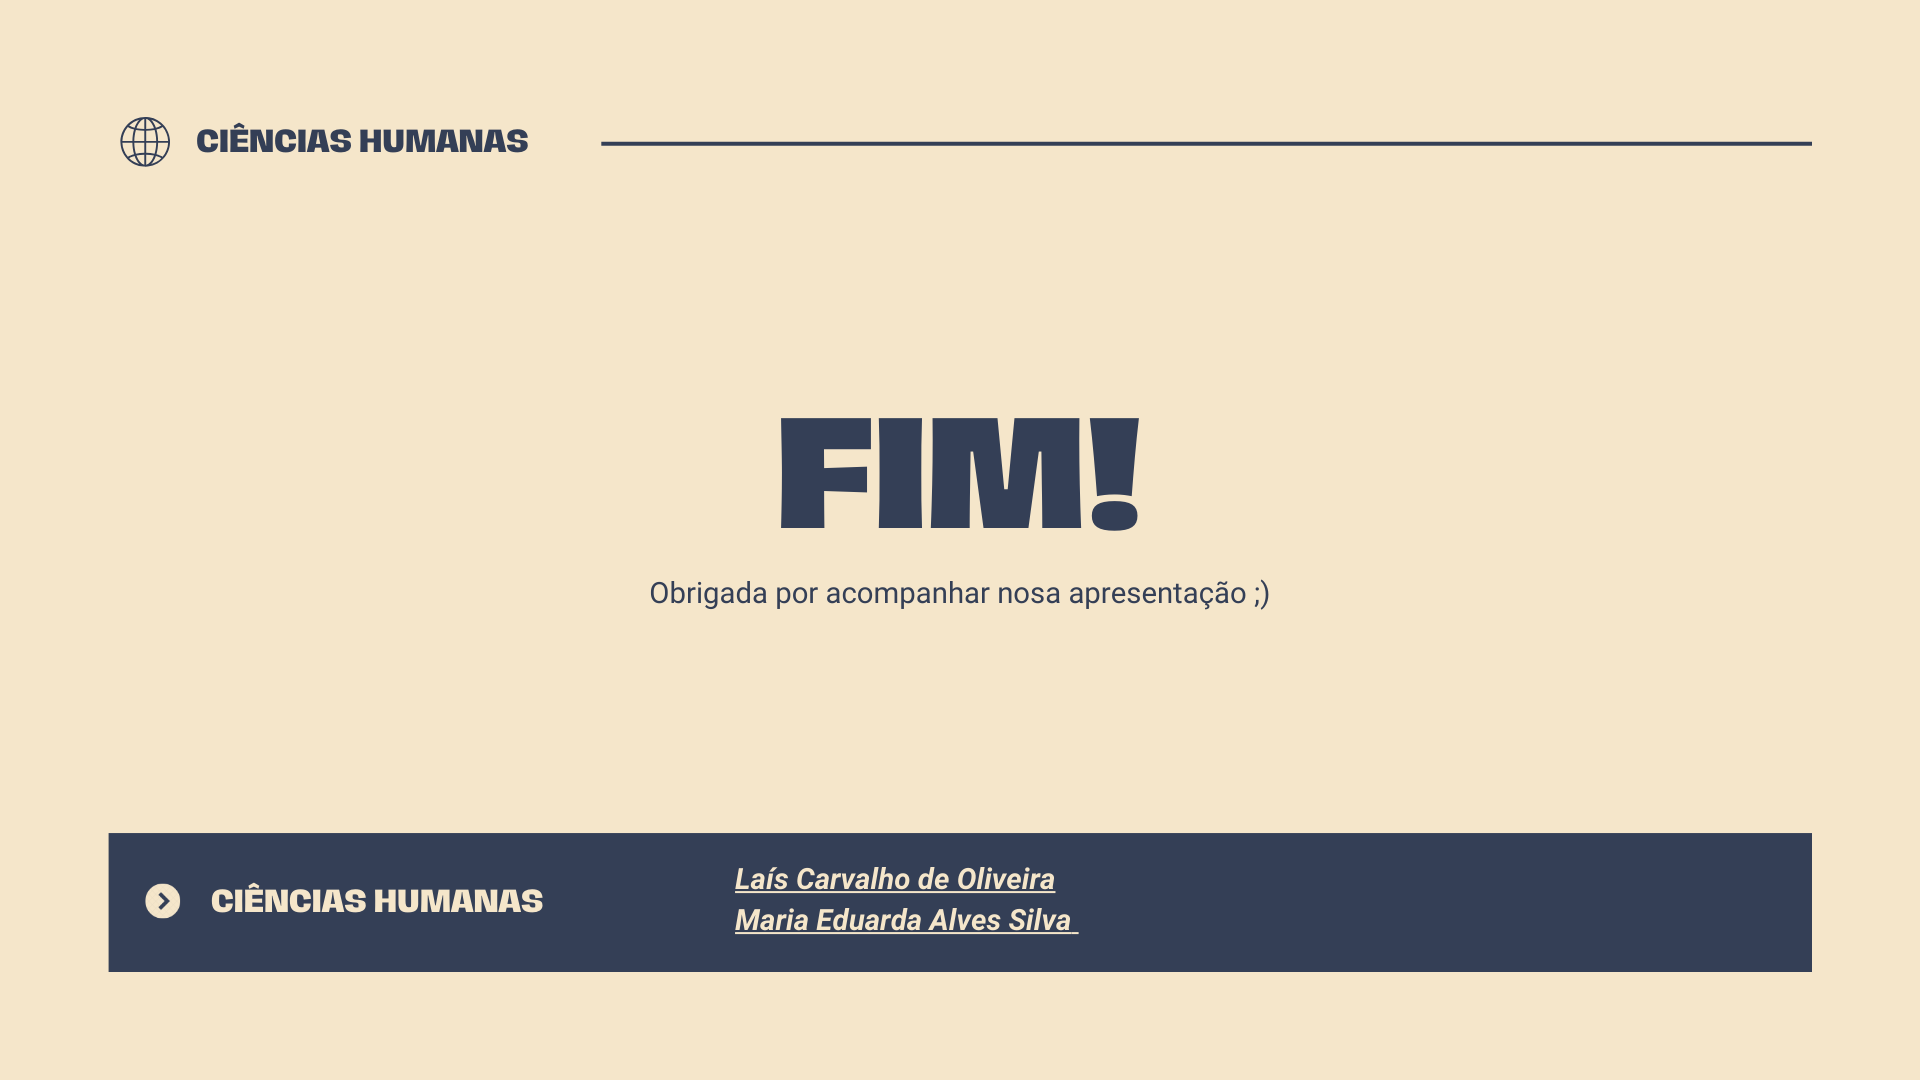 CIÊNCIAS HUMANAS
FIM!
Obrigada por acompanhar nosa apresentação ;)
CIÊNCIAS HUMANAS
Laís Carvalho de Oliveira
Maria Eduarda Alves Silva